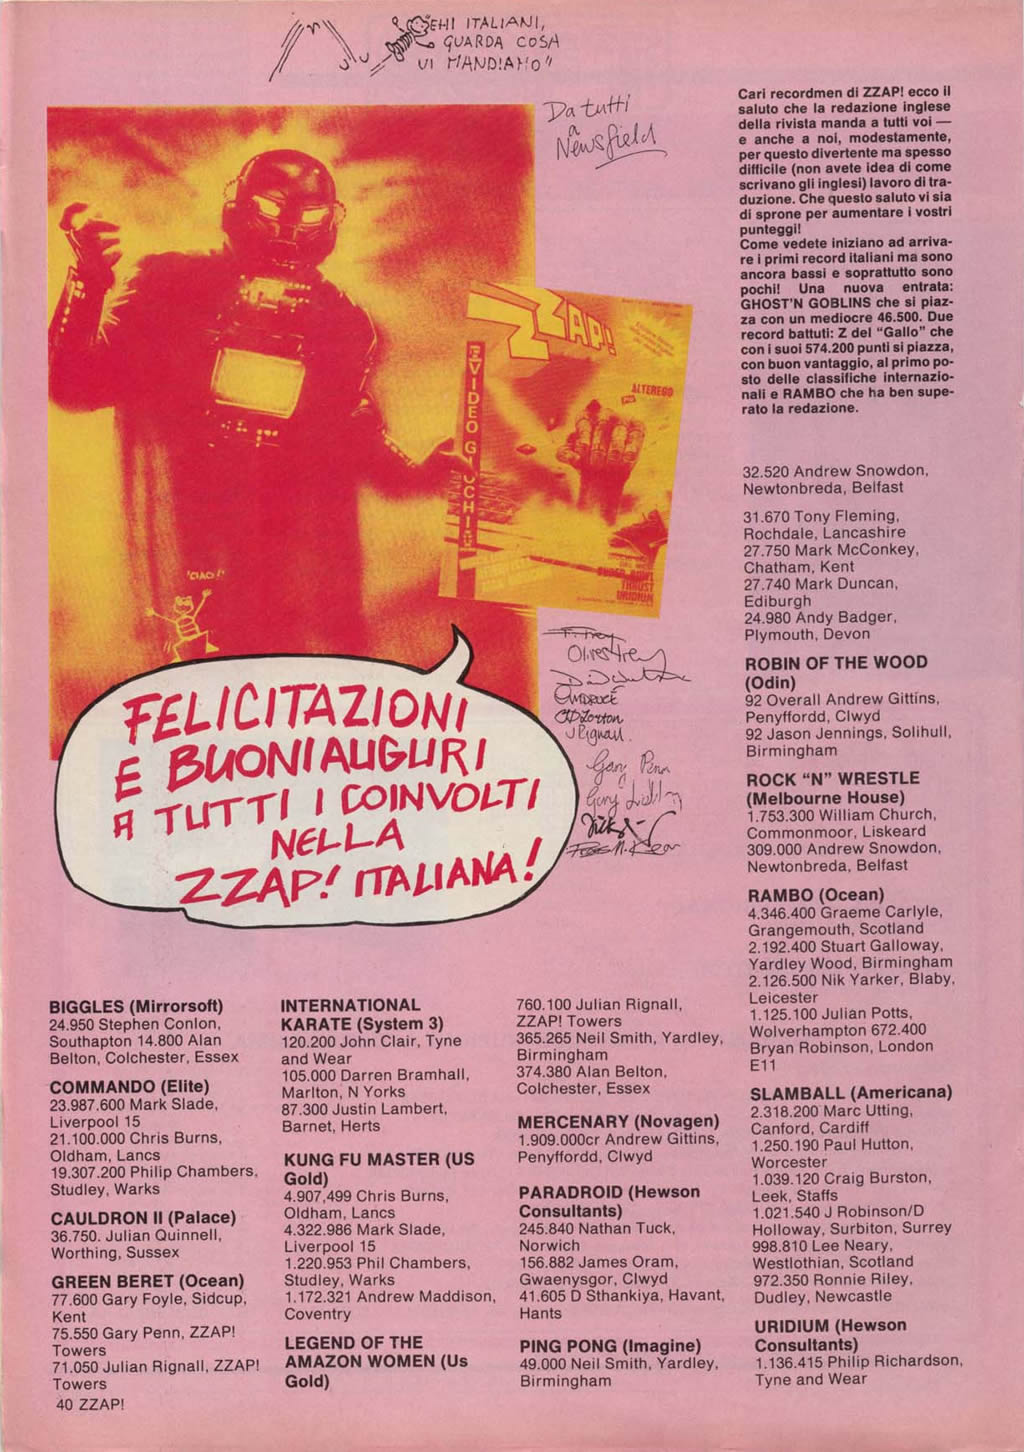 "EHI ITALIANI,
GUARDA COSA
VI MANDIAMO"
Da tutti
a
Newsfield
Cari recordmen di ZZAP! ecco il
saluto che la redazione inglese
della rivista manda a tutti voi —
e anche a noi, modestamente,
per questo divertente ma spesso
difficile (non avete idea di come
scrivano gli inglesi) lavoro di tra-
duzione. Che questo saluto vi sia
di sprone per aumentare i vostri
punteggi!
Come vedete iniziano ad arriva-
re i primi record italiani ma sono
ancora bassi e soprattutto sono
pochi! Una nuova entrata:
GHOST'N GOBLINS che si piaz-
za con un mediocre 46.500. Due
record battuti: Z del "Gallo" che
con i suoi 574.200 punti si piazza,
con buon vantaggio, al primo po-
sto delle classifiche internazio-
nali e RAMBO che ha ben supe-
rato la redazione.
ZZAP!
VIDEO GIOCHI
ALTEREGO
THRUST
URIDIUM
"CIAO!"
FELICITAZIONI
E BUONI AUGURI
A TUTTI I COINVOLTI
NELLA
ZZAP! ITALIANA!
Gary Penn
BIGGLES (Mirrorsoft)
24.950 Stephen Conlon,
Southapton 14.800 Alan
Belton, Colchester, Essex
COMMANDO (Elite)
23.987.600 Mark Slade,
Liverpool 15
21.100.000 Chris Burns,
Oldham, Lancs
19.307.200 Philip Chambers,
Studley, Warks
CAULDRON II (Palace)
36.750. Julian Quinnell,
Worthing, Sussex
GREEN BERET (Ocean)
77.600 Gary Foyle, Sidcup,
Kent
75.550 Gary Penn, ZZAP!
Towers
71.050 Julian Rignall, ZZAP!
Towers
INTERNATIONAL
KARATE (System 3)
120.200 John Clair, Tyne
and Wear
105.000 Darren Bramhall,
Marlton, N Yorks
87.300 Justin Lambert,
Barnet, Herts
KUNG FU MASTER (US
Gold)
4.907,499 Chris Burns,
Oldham, Lancs
4.322.986 Mark Slade,
Liverpool 15
1.220.953 Phil Chambers,
Studley, Warks
1.172.321 Andrew Maddison,
Coventry
LEGEND OF THE
AMAZON WOMEN (Us
Gold)
760.100 Julian Rignall,
ZZAP! Towers
365.265 Neil Smith, Yardley,
Birmingham
374.380 Alan Belton,
Colchester, Essex
MERCENARY (Novagen)
1.909.000cr Andrew Gittins,
Penyffordd, Clwyd
PARADROID (Hewson
Consultants)
245.840 Nathan Tuck,
Norwich
156.882 James Oram,
Gwaenysgor, Clwyd
41.605 D Sthankiya, Havant,
Hants
PING PONG (Imagine)
49.000 Neil Smith, Yardley,
Birmingham
32.520 Andrew Snowdon,
Newtonbreda, Belfast
31.670 Tony Fleming,
Rochdale, Lancashire
27.750 Mark McConkey,
Chatham, Kent
27.740 Mark Duncan,
Ediburgh
24.980 Andy Badger,
Plymouth, Devon
ROBIN OF THE WOOD
(Odin)
92 Overall Andrew Gittins,
Penyffordd, Clwyd
92 Jason Jennings, Solihull,
Birmingham
ROCK "N" WRESTLE
(Melbourne House)
1.753.300 William Church,
Commonmoor, Liskeard
309.000 Andrew Snowdon,
Newtonbreda, Belfast
RAMBO (Ocean)
4.346.400 Graeme Carlyle,
Grangemouth, Scotland
2.192.400 Stuart Galloway,
Yardley Wood, Birmingham
2.126.500 Nik Yarker, Blaby,
Leicester
1.125.100 Julian Potts,
Wolverhampton 672.400
Bryan Robinson, London
E11
SLAMBALL (Americana)
2.318.200 Marc Utting,
Canford, Cardiff
1.250.190 Paul Hutton,
Worcester
1.039.120 Craig Burston,
Leek, Staffs
1.021.540 J Robinson/D
Holloway, Surbiton, Surrey
998.810 Lee Neary,
Westlothian, Scotland
972.350 Ronnie Riley,
Dudley, Newcastle
URIDIUM (Hewson
Consultants)
1.136.415 Philip Richardson,
Tyne and Wear
40 ZZAP!